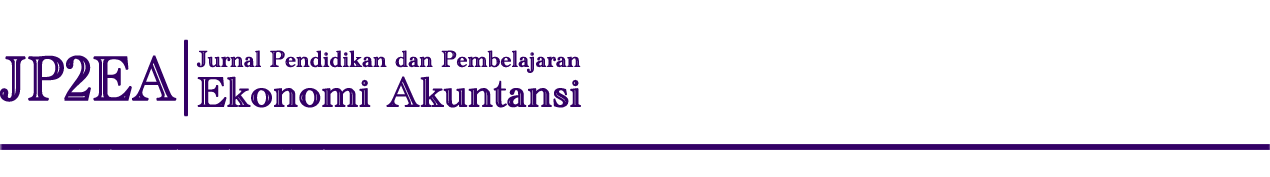 JP2EA
Jurnal Pendidikan dan Pembelajaran
Ekonomi Akuntansi